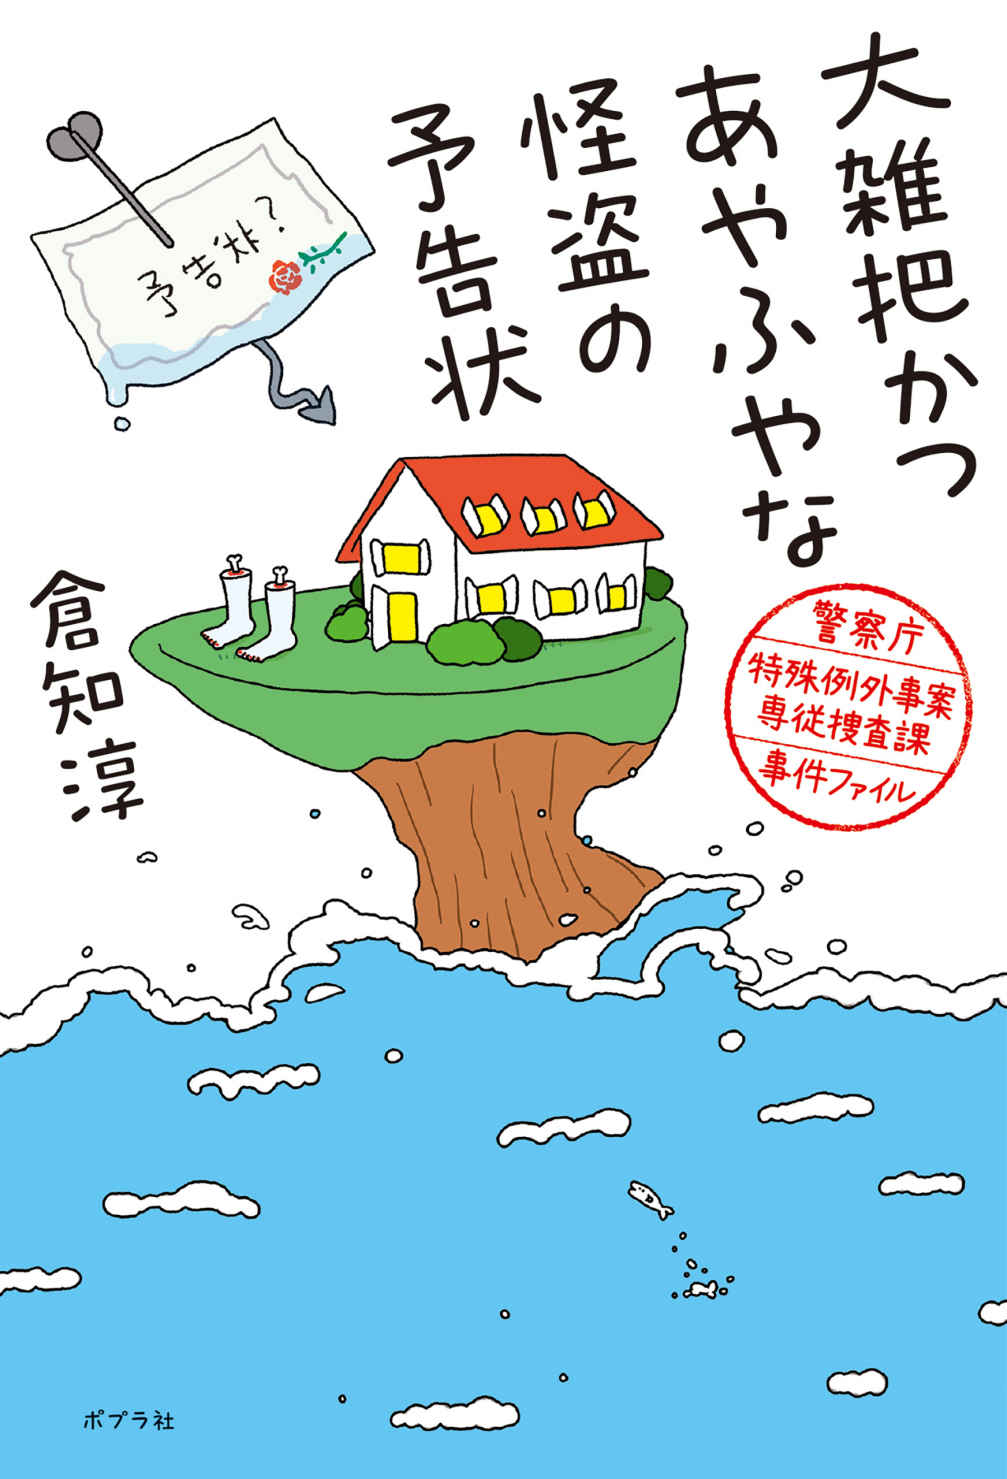 大雑把かつ
あやふやな
怪盗の
予告状
予告状?
倉知淳
警察庁
特殊例外事案
専従捜査課
事件ファイル
ポプラ社